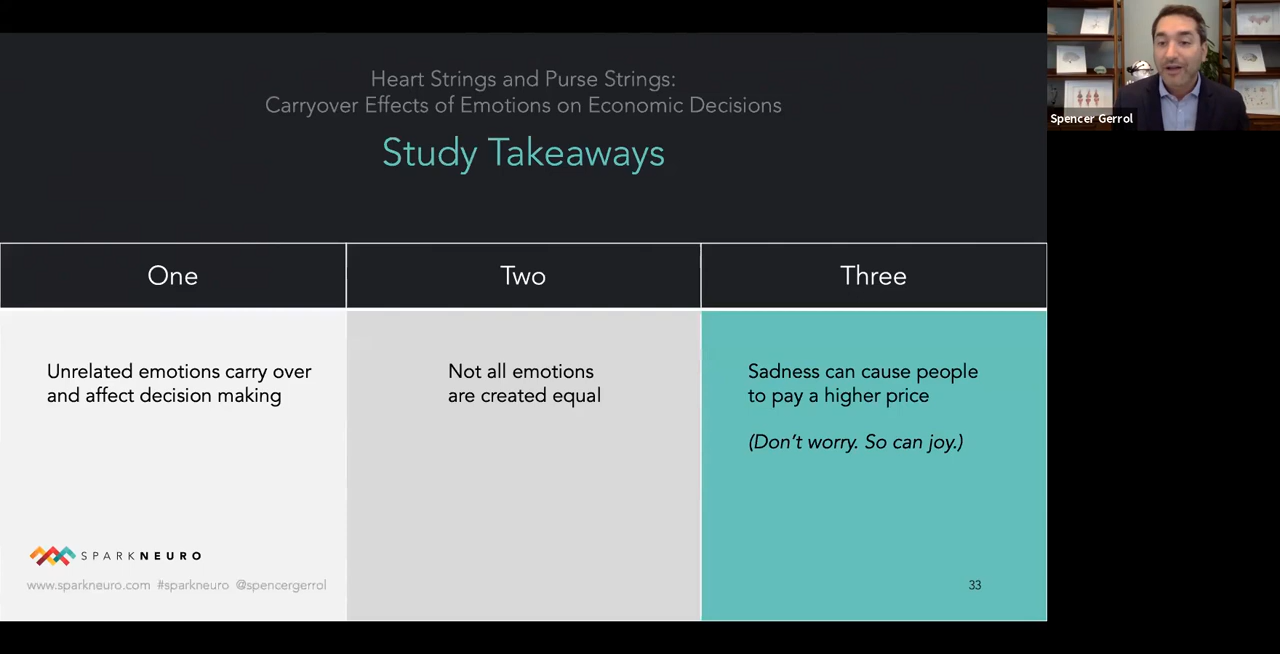 Heart Strings and Purse Strings:
Carryover Effects of Emotions on Economic Decisions
Study Takeaways
One
Two
Three
Unrelated emotions carry over
and affect decision making
Not all emotions
are created equal
Sadness can cause people
to pay a higher price
(Don't worry. So can joy.)
SPARKNEURO
www.sparkneuro.com #sparkneuro @spencergerrol
33
Spencer Gerrol